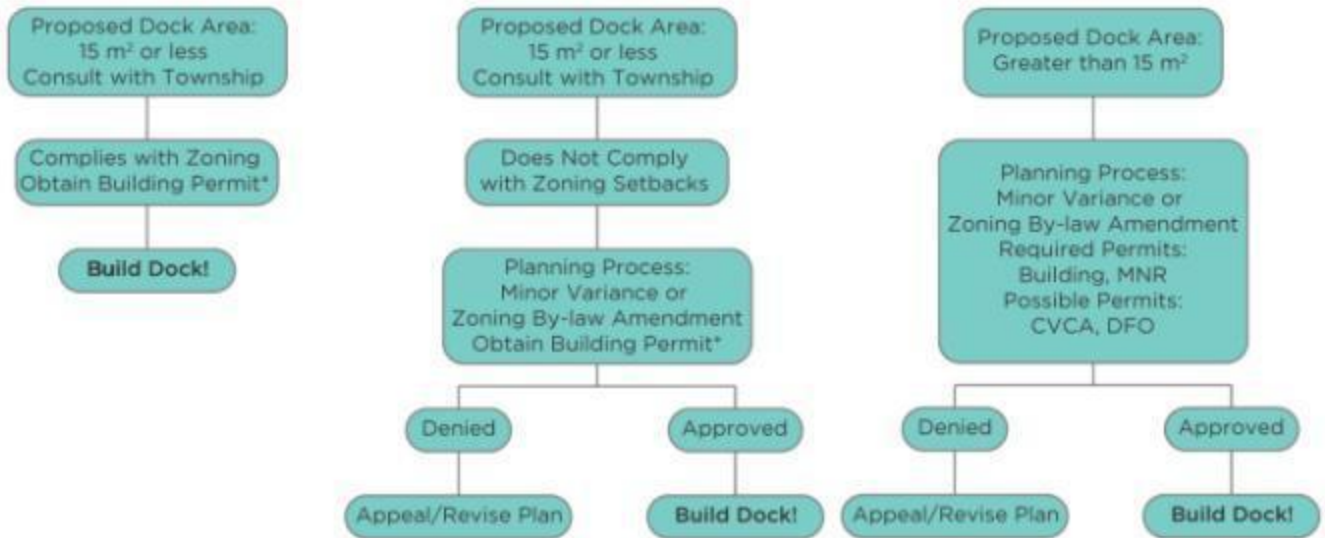 Proposed Dock Area:
15 m² or less
Consult with Township
Complies with Zoning
Obtain Building Permit*
Build Dock!
Proposed Dock Area:
15 m² or less
Consult with Township
Does Not Comply
with Zoning Setbacks
Planning Process:
Minor Variance or
Zoning By-law Amendment
Obtain Building Permit*
Denied
Approved
Appeal/Revise Plan
Build Dock!
Proposed Dock Area:
Greater than 15 m²
Planning Process:
Minor Variance or
Zoning By-law Amendment
Required Permits:
Building, MNR
Possible Permits:
CVCA, DFO
Denied
Approved
Appeal/Revise Plan
Build Dock!